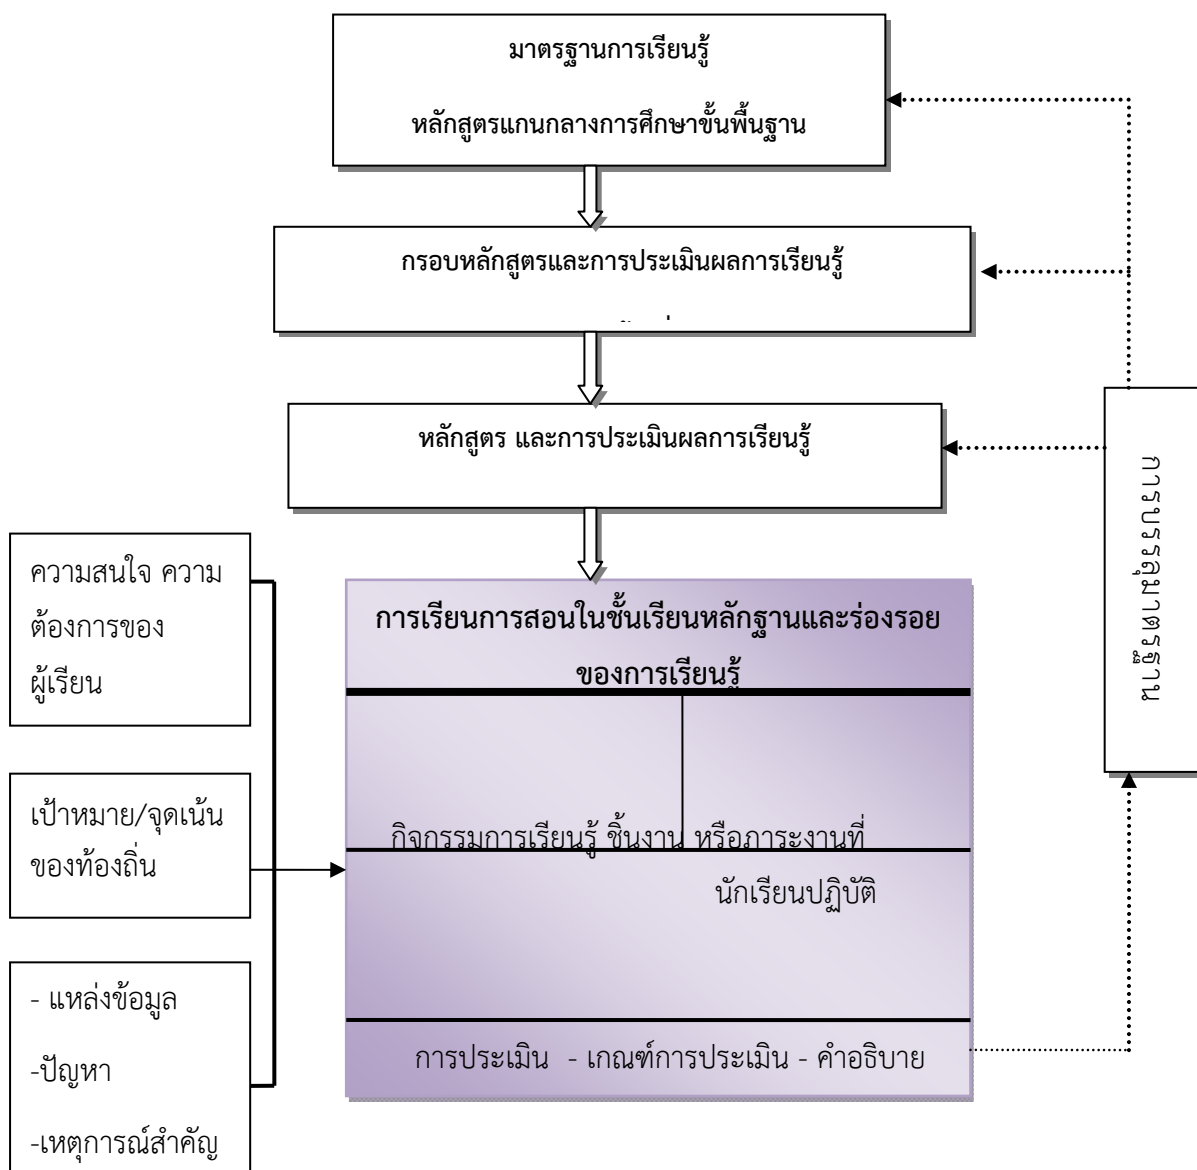 มาตรฐานการเรียนรู้
หลักสูตรแกนกลางการศึกษาขั้นพื้นฐาน
กรอบหลักสูตรและการประเมินผลการเรียนรู้
หลักสูตร และการประเมินผลการเรียนรู้
การบรรลุมาตรฐาน
ความสนใจ ความ
ต้องการของ
ผู้เรียน
เป้าหมาย/จุดเน้น
ของท้องถิ่น
- แหล่งข้อมูล
-ปัญหา
-เหตุการณ์สำคัญ
การเรียนการสอนในชั้นเรียนหลักฐานและร่องรอย
ของการเรียนรู้
กิจกรรมการเรียนรู้ ชิ้นงาน หรือภาระงานที่
นักเรียนปฏิบัติ
การประเมิน - เกณฑ์การประเมิน - คำอธิบาย